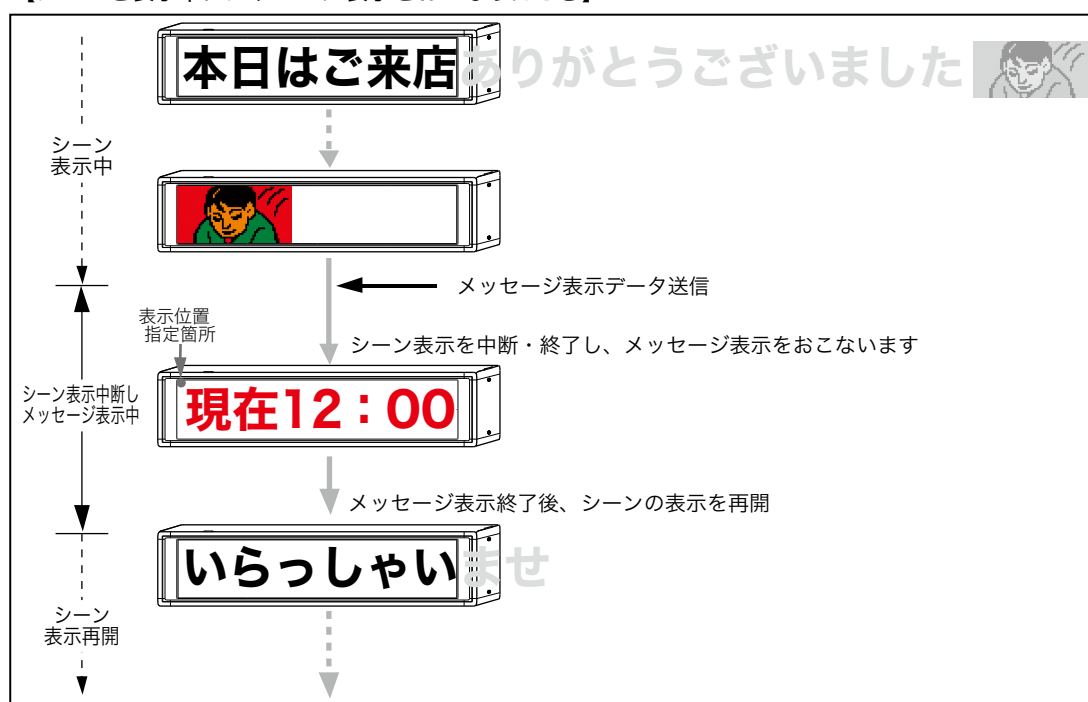 本日はご来店ありがとうございました
シーン
表示中
メッセージ表示データ送信
表示位置
指定箇所
シーン表示を中断・終了し、メッセージ表示をおこないます
シーン表示中断し
メッセージ表示中
現在12：00
メッセージ表示終了後、シーンの表示を再開
いらっしゃいませ
シーン
表示再開